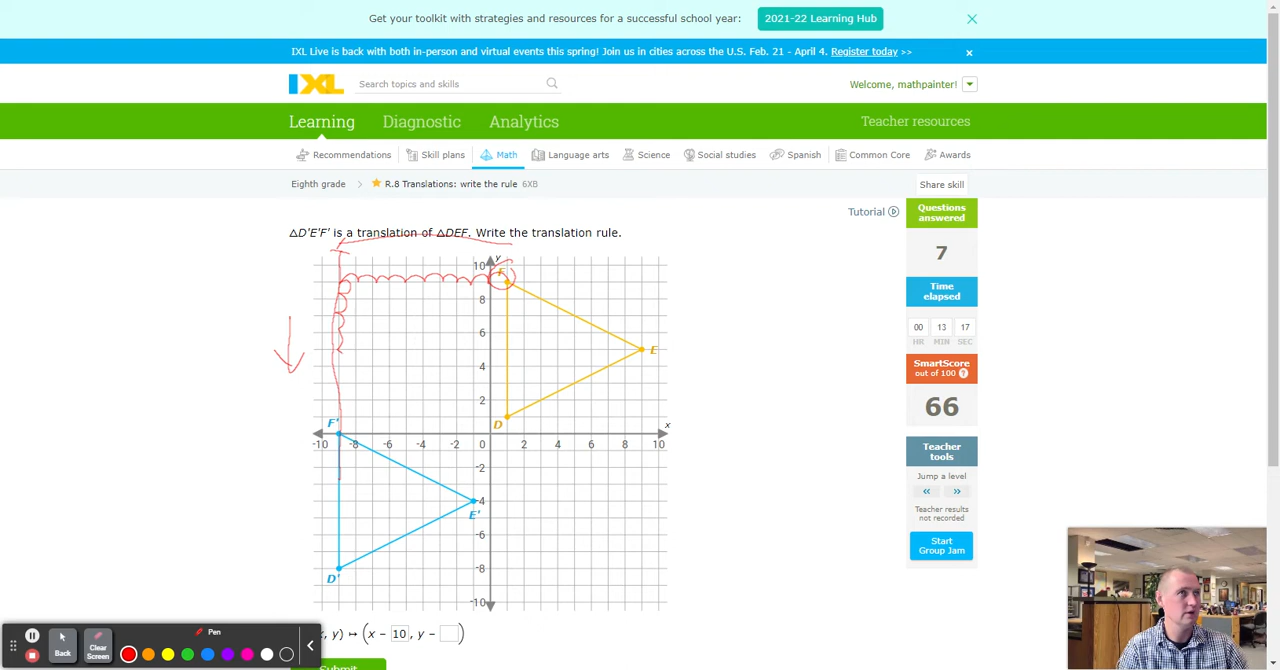 Get your toolkit with strategies and resources for a successful school year: 2021-22 Learning Hub
IXL Live is back with both in-person and virtual events this spring! Join us in cities across the U.S. Feb. 21 - April 4. Register today >>
IXL Search topics and skills Welcome, mathpainter!
Learning Diagnostic Analytics Teacher resources
Recommendations Skill plans Math Language arts Science Social studies Spanish Common Core Awards
Eighth grade > R.8 Translations: write the rule 6XB Share skill
Tutorial
Questions answered
7
Time elapsed
00 13 17
HR MIN SEC
SmartScore
out of 100 ?
66
Teacher tools
Jump a level
<< >>
Teacher results not recorded
Start Group Jam
△D'E'F' is a translation of △DEF. Write the translation rule.
y
10
F
8
6
E
4
2
D
F'
x
-10 -8 -6 -4 -2 0 2 4 6 8 10
-2
-4
E'
-6
-8
D'
-10
, y) ↦ (x − 10, y − )
Submit
Pen
Back
Clear Screen